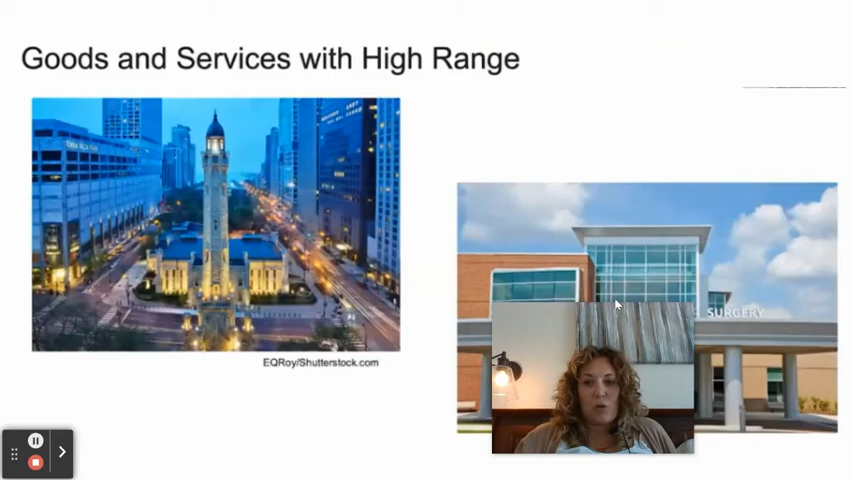 Goods and Services with High Range
SURGERY
EQRoy/Shutterstock.com